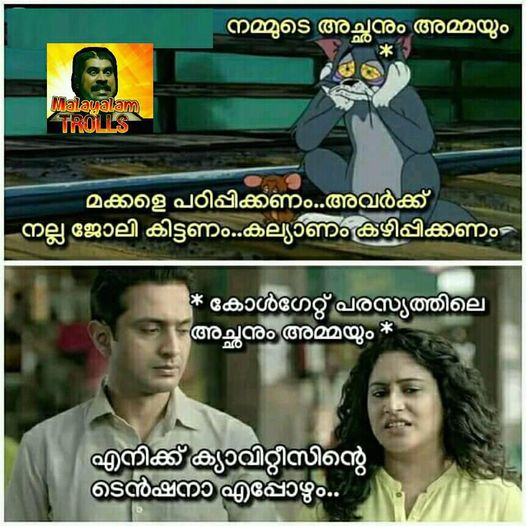 നമ്മുടെ അച്ഛനും അമ്മയും
*
Malayalam
TROLLS
മക്കളെ പഠിപ്പിക്കണം..അവർക്ക്
നല്ല ജോലി കിട്ടണം..കല്യാണം കഴിപ്പിക്കണം
* കോൾഗേറ്റ് പരസ്യത്തിലെ
അച്ഛനും അമ്മയും *
എനിക്ക് ക്യാവിറ്റീസിന്റെ
ടെൻഷനാ എപ്പോഴും..